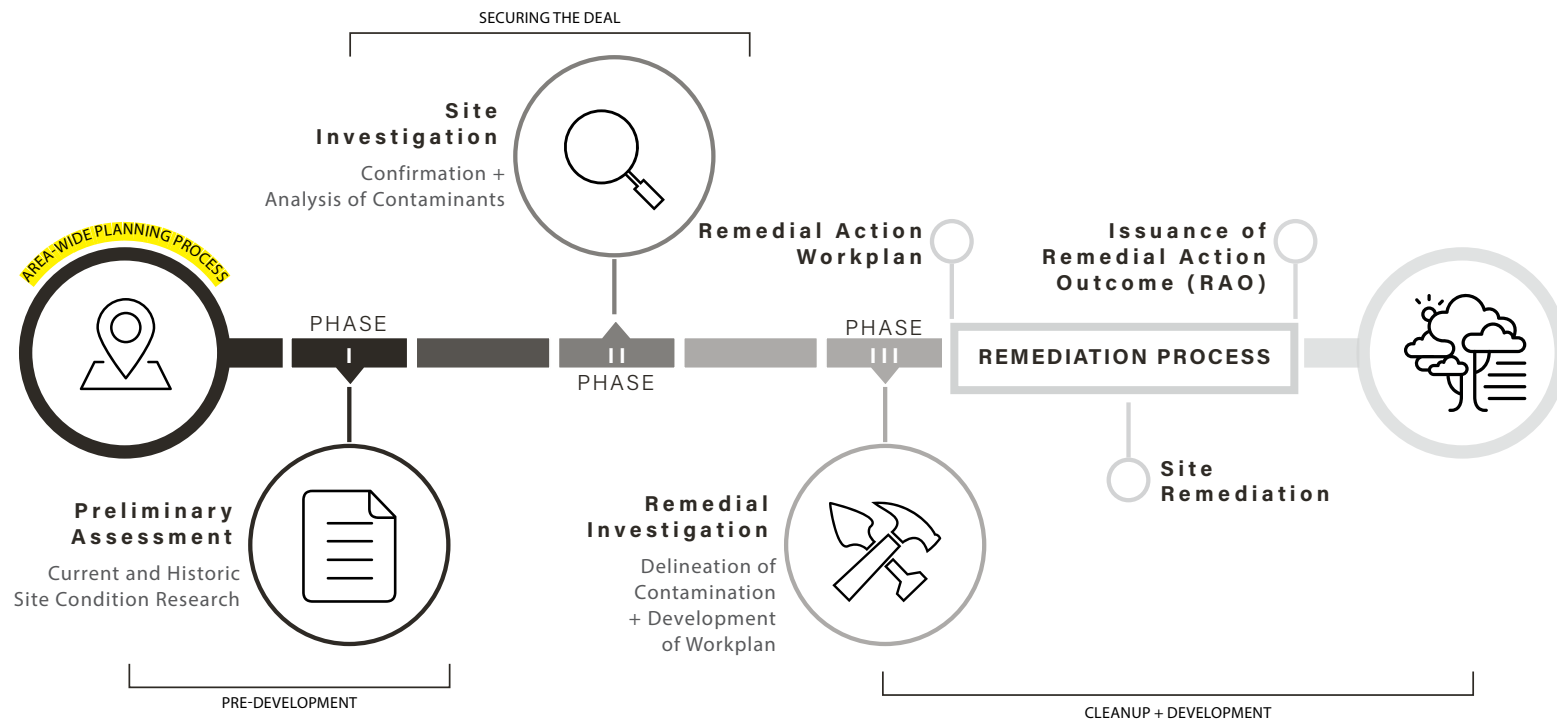 SECURING THE DEAL
Site
Investigation
Confirmation +
Analysis of Contaminants
AREA-WIDE PLANNING PROCESS
Remedial Action
Workplan
Issuance of
Remedial Action
Outcome (RAO)
PHASE
I
II
PHASE
PHASE
III
REMEDIATION PROCESS
Preliminary
Assessment
Current and Historic
Site Condition Research
Remedial
Investigation
Delineation of
Contamination
+ Development
of Workplan
Site
Remediation
PRE-DEVELOPMENT
CLEANUP + DEVELOPMENT